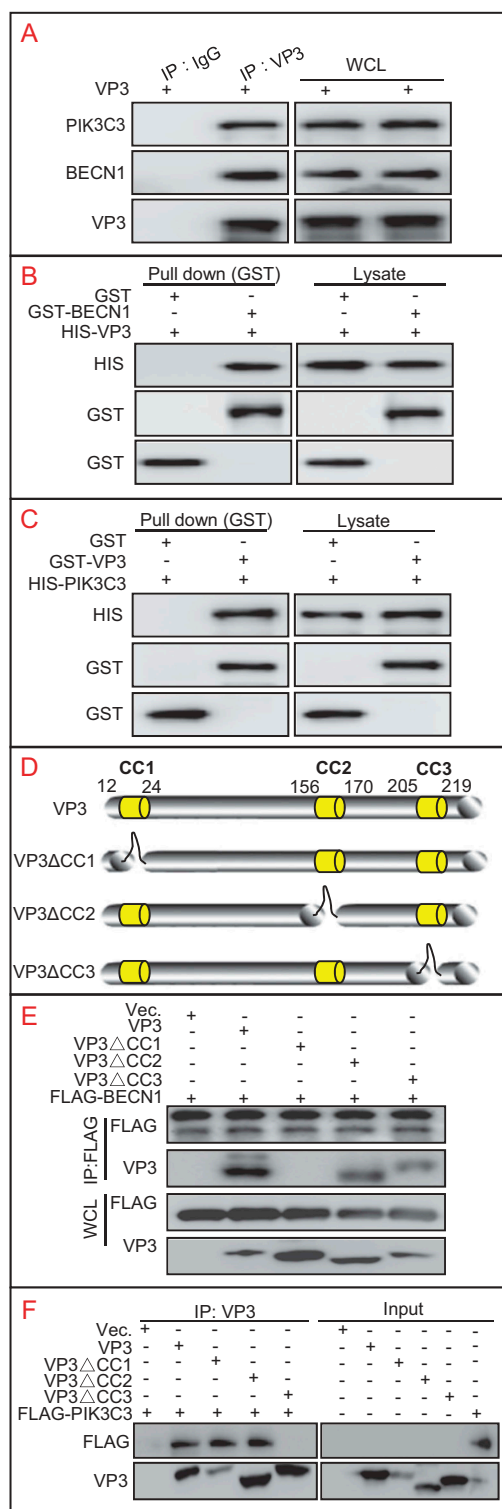 A
IP : IgG IP : VP3 WCL
VP3 + + + +
PIK3C3
BECN1
VP3
B
Pull down (GST) Lysate
GST + - + -
GST-BECN1 - + - +
HIS-VP3 + + + +
HIS
GST
GST
C
Pull down (GST) Lysate
GST + - + -
GST-VP3 - + - +
HIS-PIK3C3 + + + +
HIS
GST
GST
D
CC1 CC2 CC3
12 24 156 170 205 219
VP3
VP3ΔCC1
VP3ΔCC2
VP3ΔCC3
E
Vec. + - - - -
VP3 - + - - -
VP3△CC1 - - + - -
VP3△CC2 - - - + -
VP3△CC3 - - - - +
FLAG-BECN1 + + + + +
IP:FLAG
FLAG
VP3
WCL
FLAG
VP3
F
IP: VP3 Input
Vec. + - - - - + - - - - -
VP3 - + - - - - + - - - -
VP3△CC1 - - + - - - - + - - -
VP3△CC2 - - - + - - - - + - -
VP3△CC3 - - - - + - - - - + -
FLAG-PIK3C3 + + + + + - - - - - +
FLAG
VP3